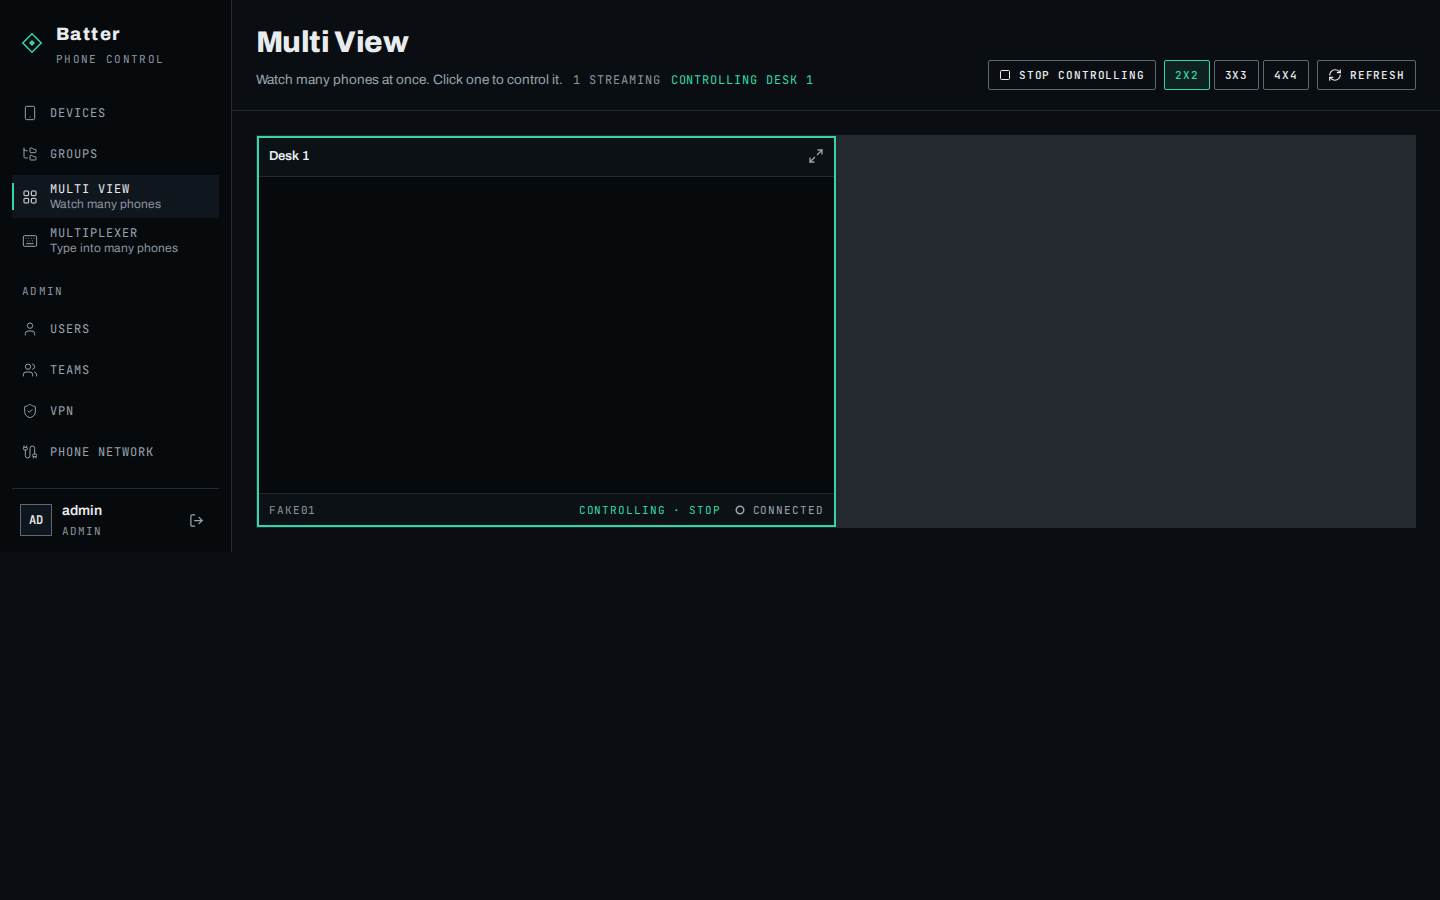 Batter
PHONE CONTROL
DEVICES
GROUPS
MULTI VIEW
Watch many phones
MULTIPLEXER
Type into many phones
ADMIN
USERS
TEAMS
VPN
PHONE NETWORK
AD
admin
ADMIN
Multi View
Watch many phones at once. Click one to control it. 1 STREAMING CONTROLLING DESK 1
STOP CONTROLLING 2X2 3X3 4X4 REFRESH
Desk 1
FAKE01 CONTROLLING · STOP CONNECTED